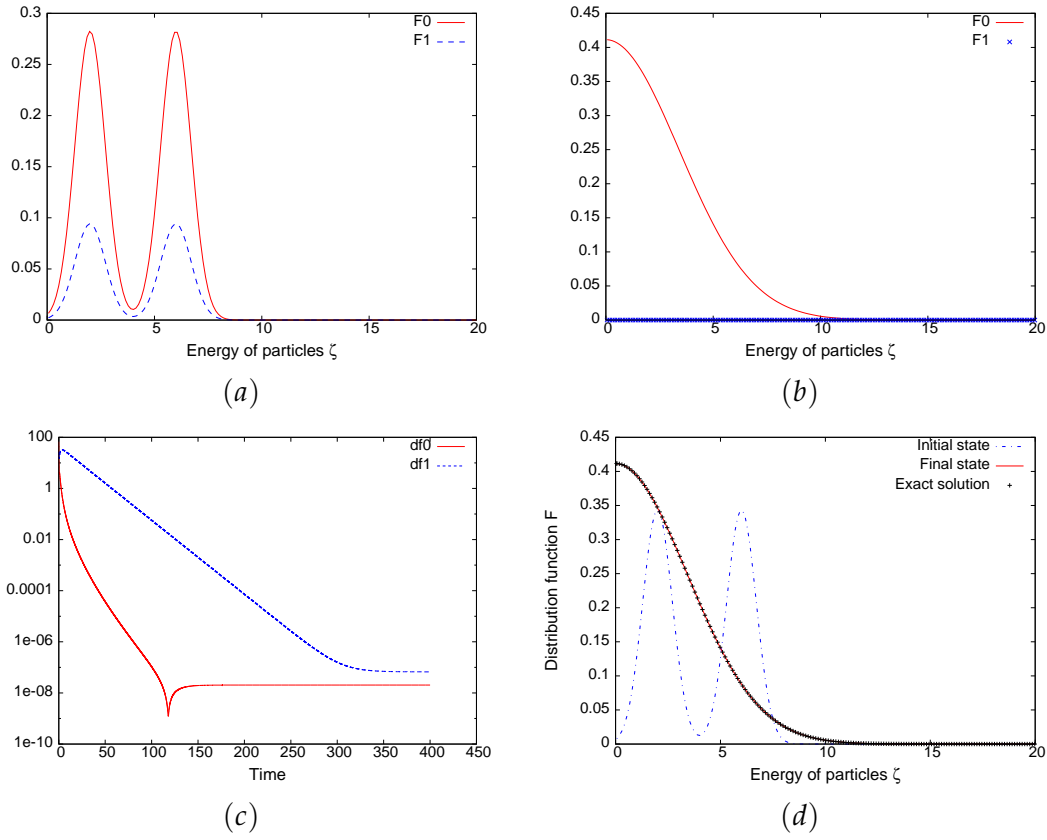 F0
F1
0.3
0.25
0.2
0.15
0.1
0.05
0
0 5 10 15 20
Energy of particles ζ
(a)
F0
F1
0.45
0.4
0.35
0.3
0.25
0.2
0.15
0.1
0.05
0
0 5 10 15 20
Energy of particles ζ
(b)
df0
df1
100
1
0.01
0.0001
1e-06
1e-08
1e-10
0 50 100 150 200 250 300 350 400 450
Time
(c)
Initial state
Final state
Exact solution
Distribution function F
0.45
0.4
0.35
0.3
0.25
0.2
0.15
0.1
0.05
0
0 5 10 15 20
Energy of particles ζ
(d)